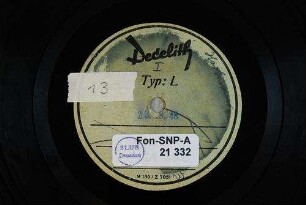 Decelith
I
Typ: L
13
Fon-SNP-A
21 332
SLUB
Dresden